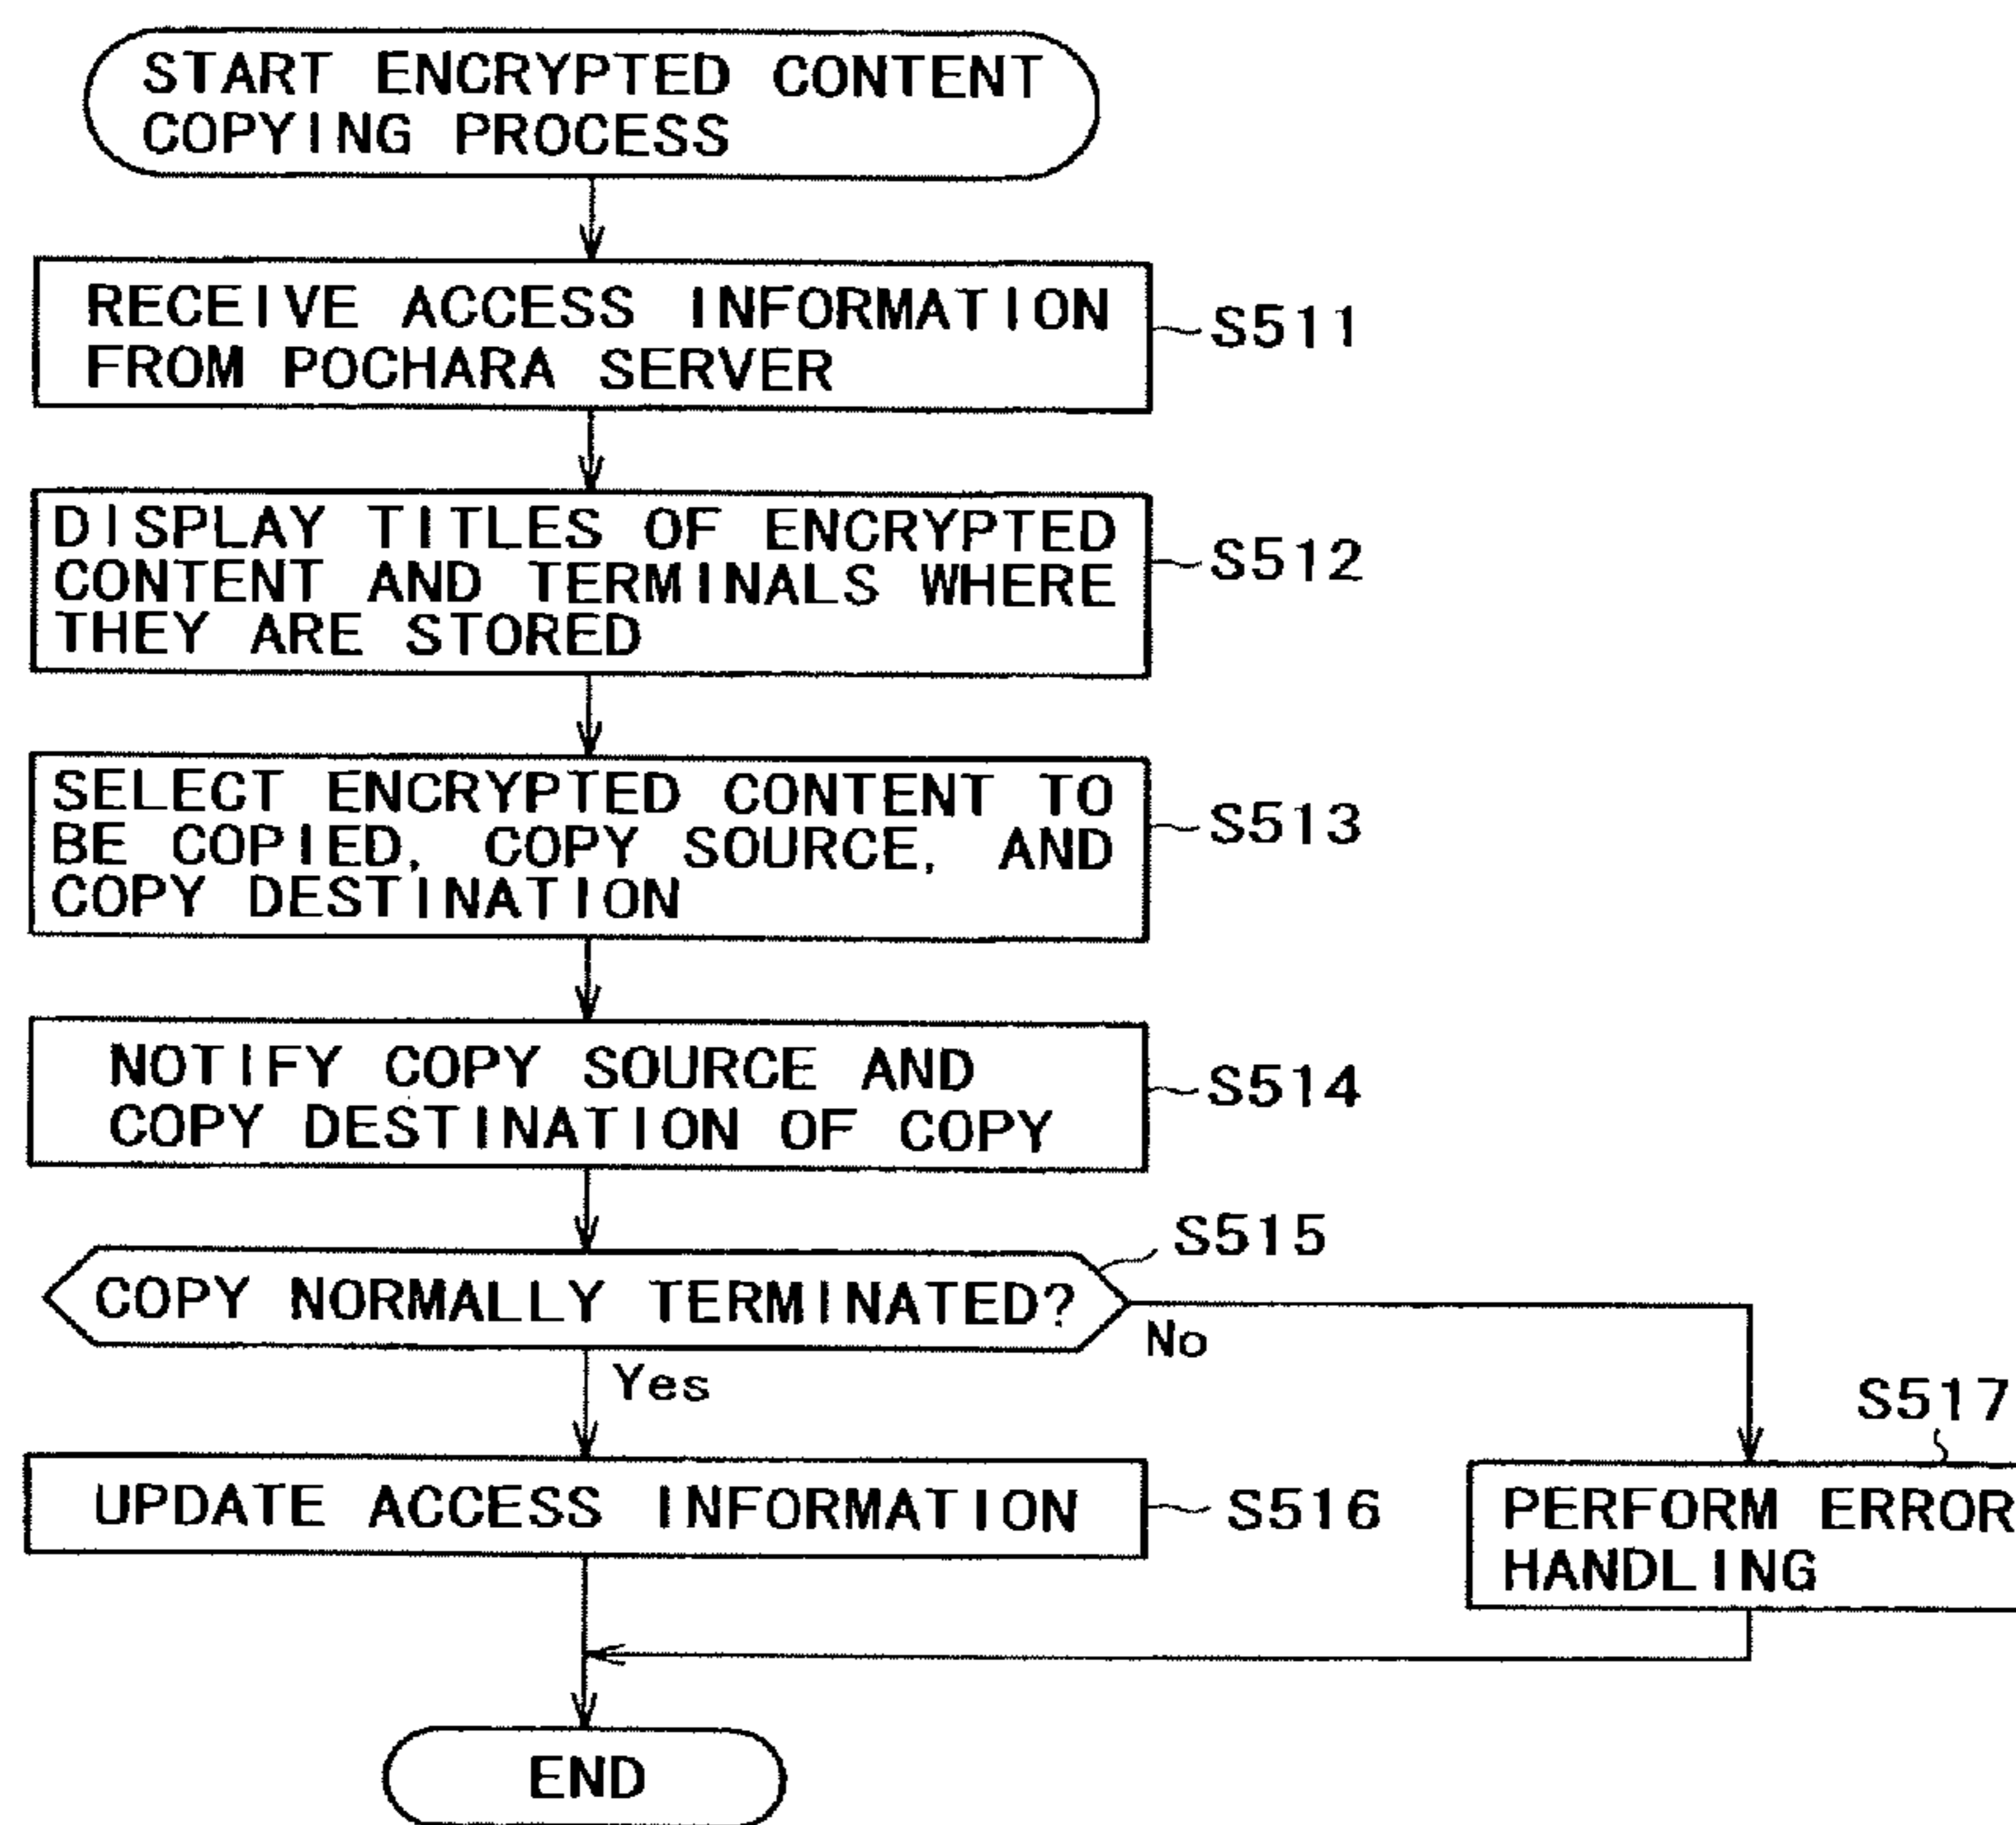 START ENCRYPTED CONTENT
COPYING PROCESS
RECEIVE ACCESS INFORMATION
FROM POCHARA SERVER
S511
DISPLAY TITLES OF ENCRYPTED
CONTENT AND TERMINALS WHERE
THEY ARE STORED
S512
SELECT ENCRYPTED CONTENT TO
BE COPIED, COPY SOURCE, AND
COPY DESTINATION
S513
NOTIFY COPY SOURCE AND
COPY DESTINATION OF COPY
S514
COPY NORMALLY TERMINATED?
S515
No
Yes
UPDATE ACCESS INFORMATION
S516
S517
PERFORM ERROR
HANDLING
END